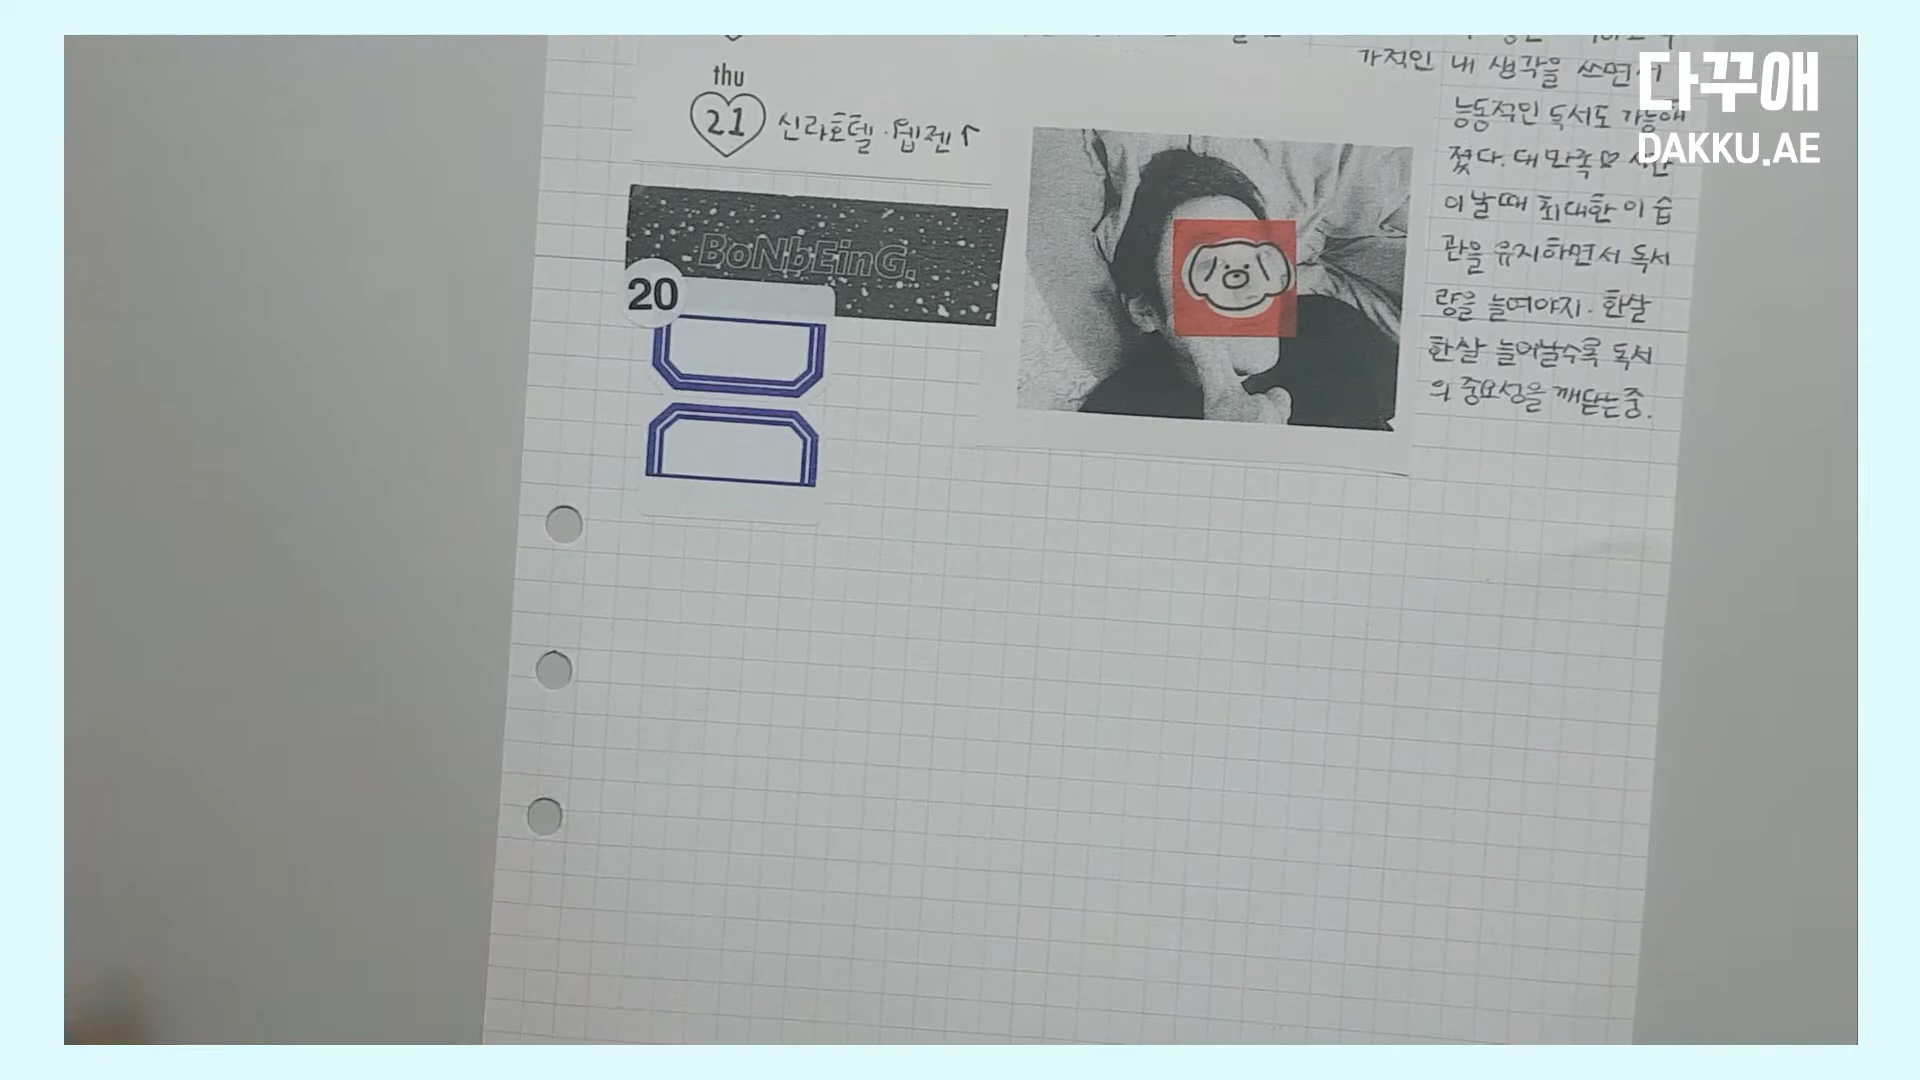 가적인 내 생각을 쓰면서
다꾸애
DAKKU.AE
thu
21 신라호텔·웹젠↑
능동적인 독서도 가능해
졌다. 대만족♡ 시간
이 날때 최대한 이 습
관을 유지하면서 독서
량을 늘여야지. 한살
한살 늘어날수록 독서
의 중요성을 깨닫는중.
BoNbEinG.
20